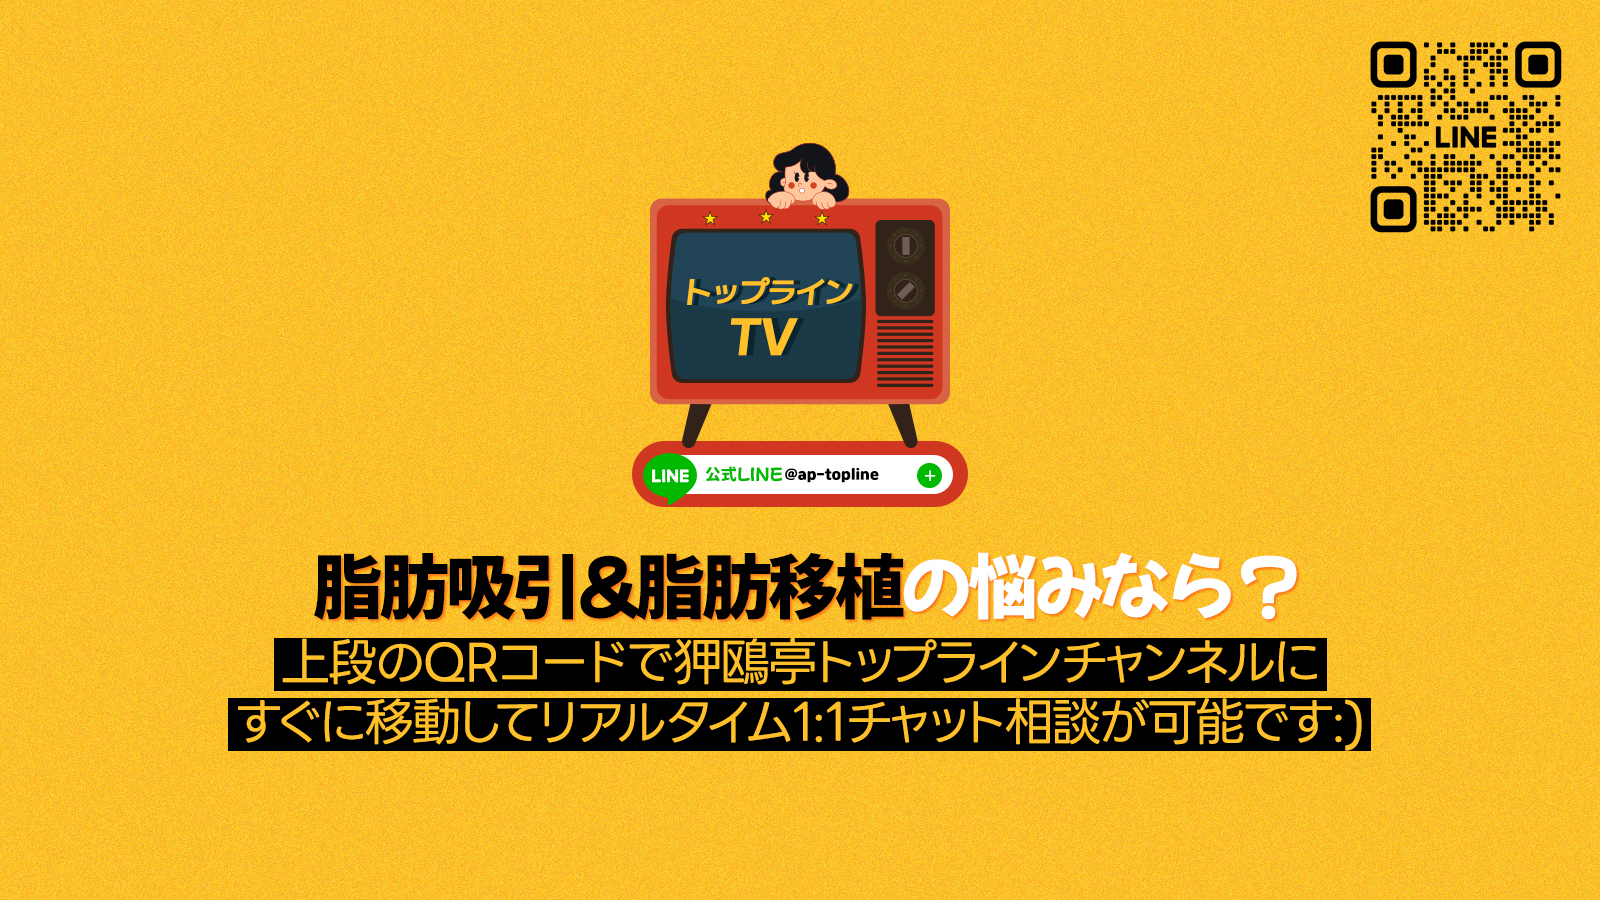 LINE
トップライン
TV
LINE 公式LINE@ap-topline +
脂肪吸引&脂肪移植の悩みなら？
上段のQRコードで狎鴎亭トップラインチャンネルに
すぐに移動してリアルタイム1:1チャット相談が可能です:)